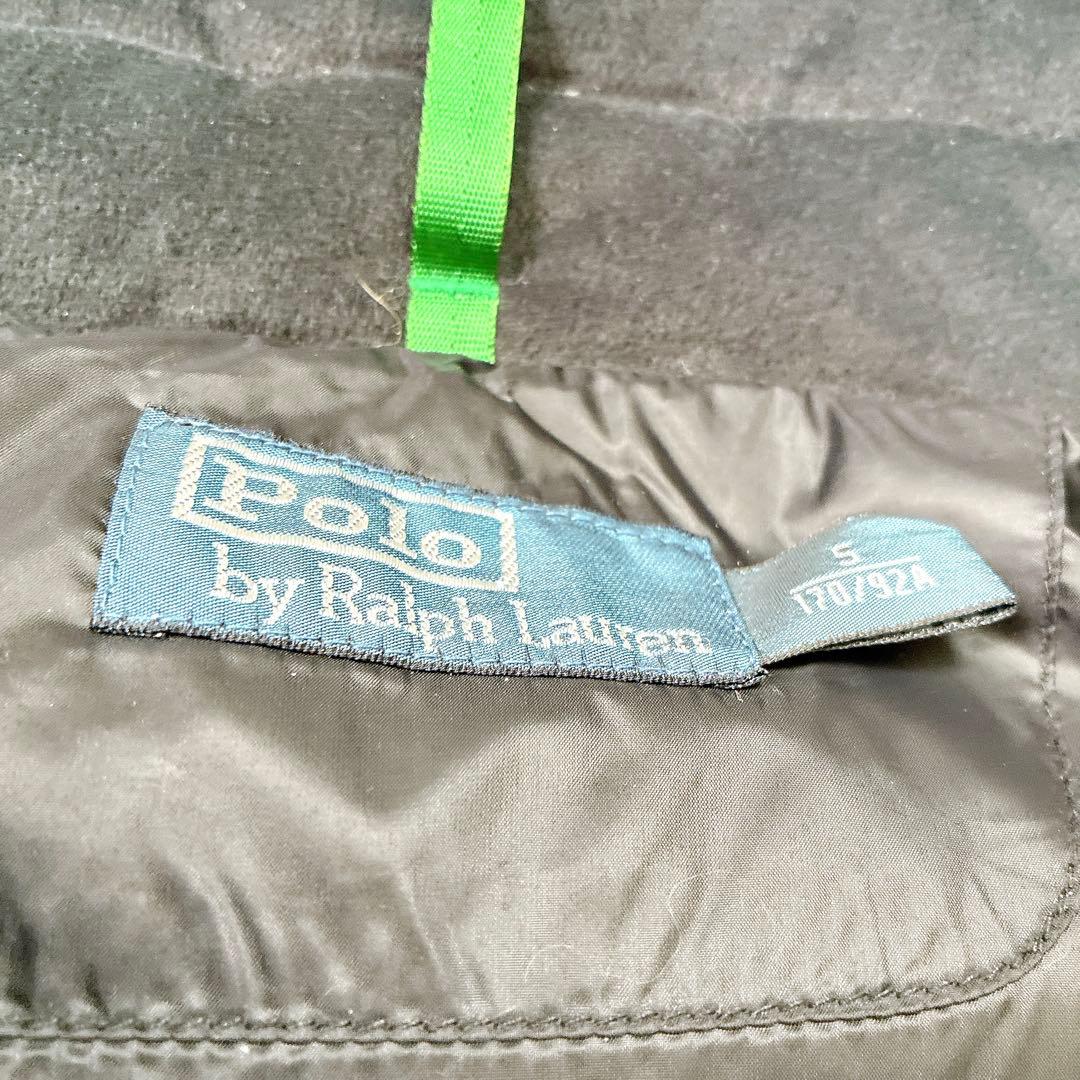 Polo
by Ralph Lauren
S
170/92A